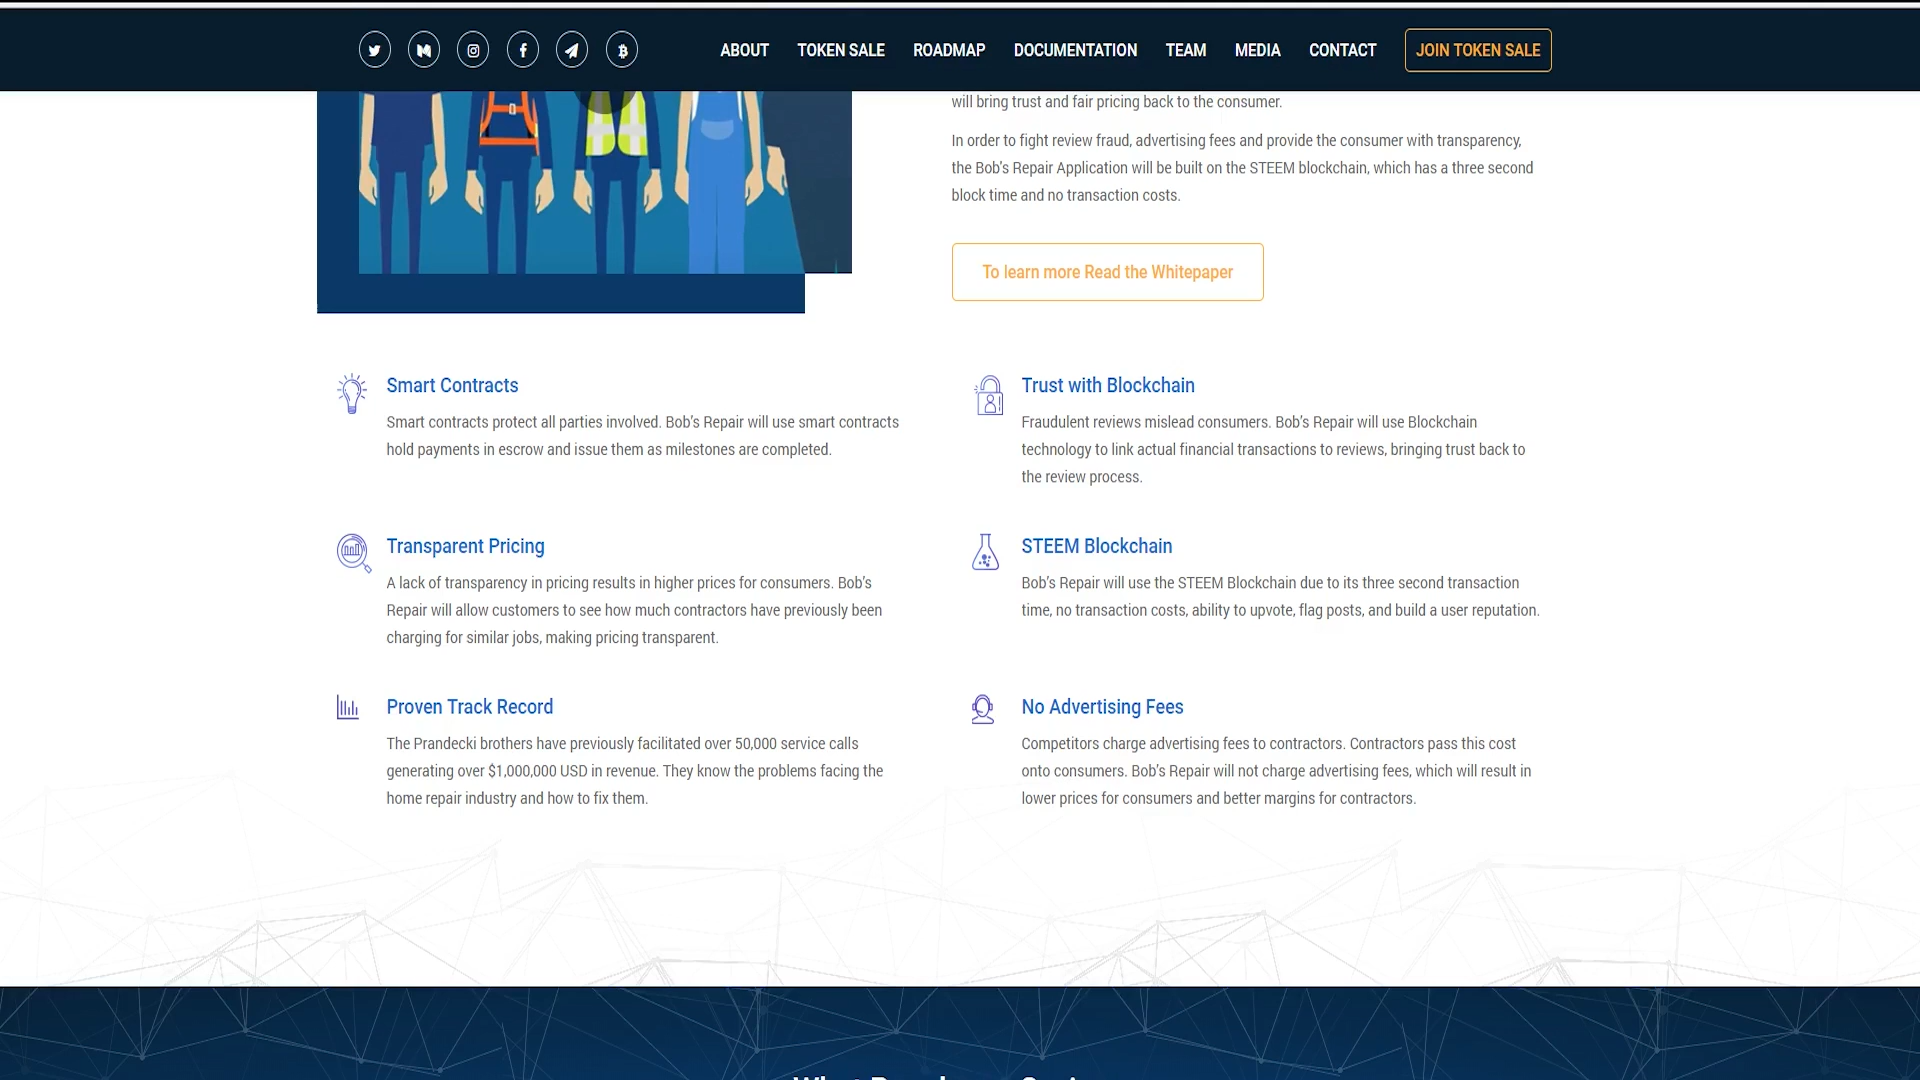 ABOUT TOKEN SALE ROADMAP DOCUMENTATION TEAM MEDIA CONTACT JOIN TOKEN SALE
will bring trust and fair pricing back to the consumer.
In order to fight review fraud, advertising fees and provide the consumer with transparency,
the Bob's Repair Application will be built on the STEEM blockchain, which has a three second
block time and no transaction costs.
To learn more Read the Whitepaper
Smart Contracts
Smart contracts protect all parties involved. Bob's Repair will use smart contracts
hold payments in escrow and issue them as milestones are completed.
Trust with Blockchain
Fraudulent reviews mislead consumers. Bob's Repair will use Blockchain
technology to link actual financial transactions to reviews, bringing trust back to
the review process.
Transparent Pricing
A lack of transparency in pricing results in higher prices for consumers. Bob's
Repair will allow customers to see how much contractors have previously been
charging for similar jobs, making pricing transparent.
STEEM Blockchain
Bob's Repair will use the STEEM Blockchain due to its three second transaction
time, no transaction costs, ability to upvote, flag posts, and build a user reputation.
Proven Track Record
The Prandecki brothers have previously facilitated over 50,000 service calls
generating over $1,000,000 USD in revenue. They know the problems facing the
home repair industry and how to fix them.
No Advertising Fees
Competitors charge advertising fees to contractors. Contractors pass this cost
onto consumers. Bob's Repair will not charge advertising fees, which will result in
lower prices for consumers and better margins for contractors.